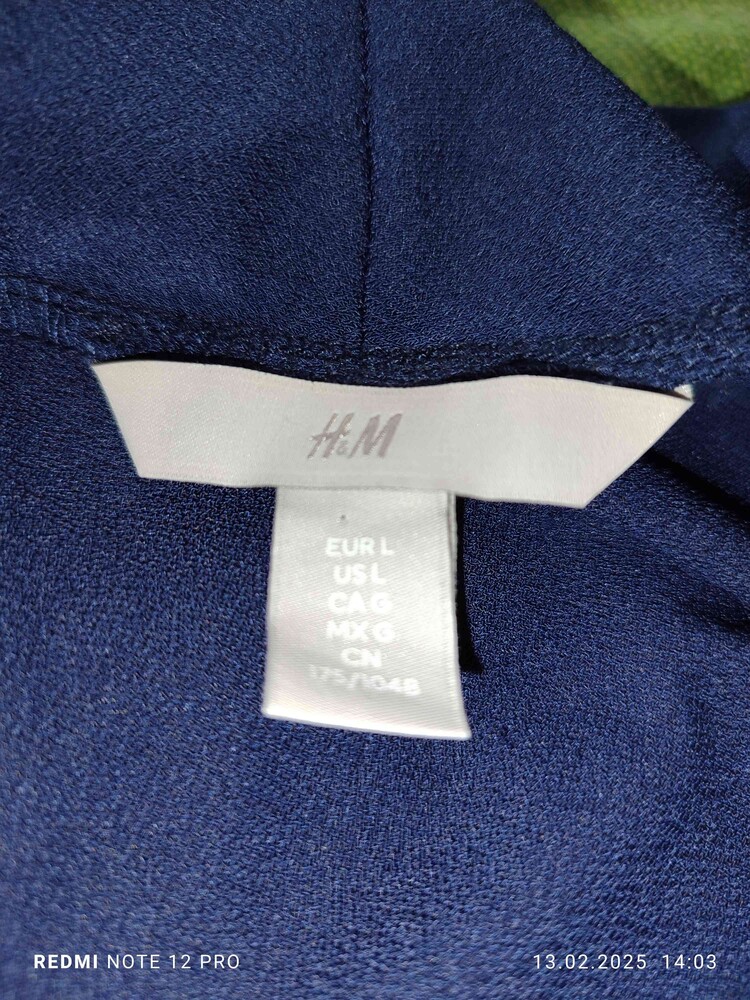 H&M
EUR L
US L
CA G
MX G
CN
175/104B
REDMI NOTE 12 PRO
13.02.2025 14:03